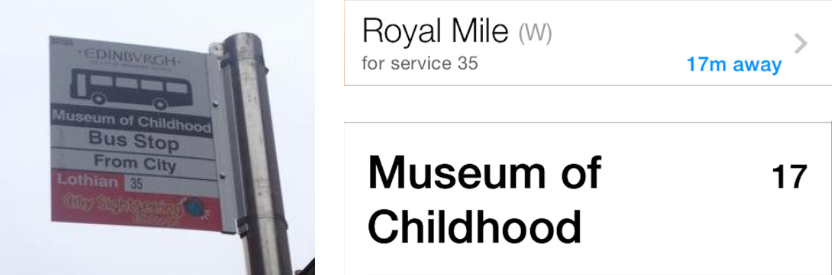 EDINBVRGH
Museum of Childhood
Bus Stop
From City
Lothian 35
City Sightseeing
Royal Mile (W)
for service 35
17m away
Museum of
Childhood
17